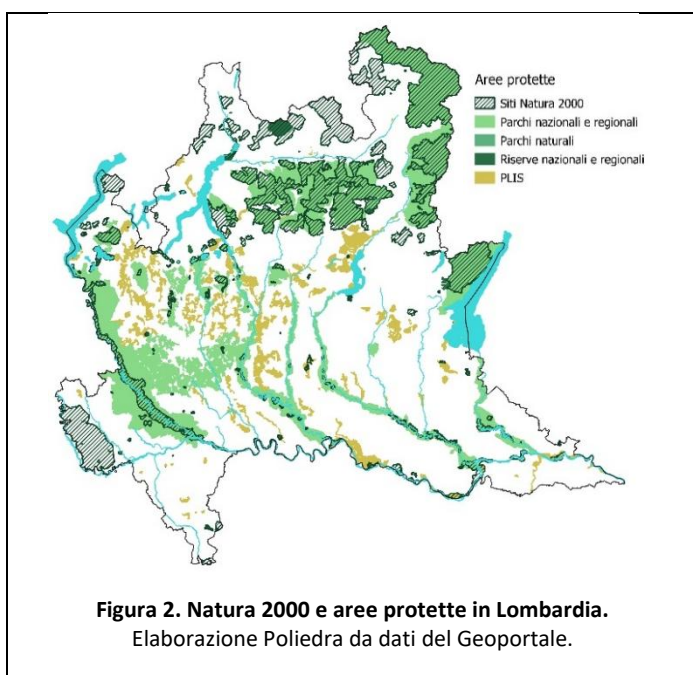 Aree protette
Siti Natura 2000
Parchi nazionali e regionali
Parchi naturali
Riserve nazionali e regionali
PLIS
Figura 2. Natura 2000 e aree protette in Lombardia.
Elaborazione Poliedra da dati del Geoportale.